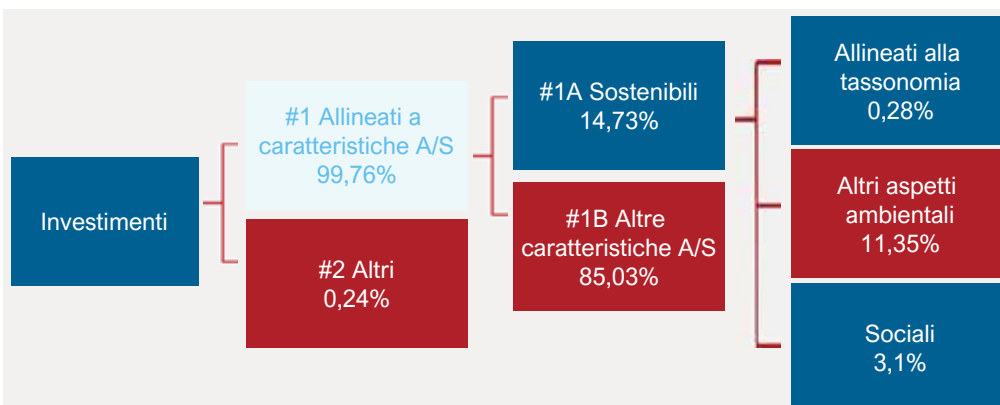 Investimenti
#1 Allineati a
caratteristiche A/S
99,76%
#2 Altri
0,24%
#1A Sostenibili
14,73%
#1B Altre
caratteristiche A/S
85,03%
Allineati alla
tassonomia
0,28%
Altri aspetti
ambientali
11,35%
Sociali
3,1%